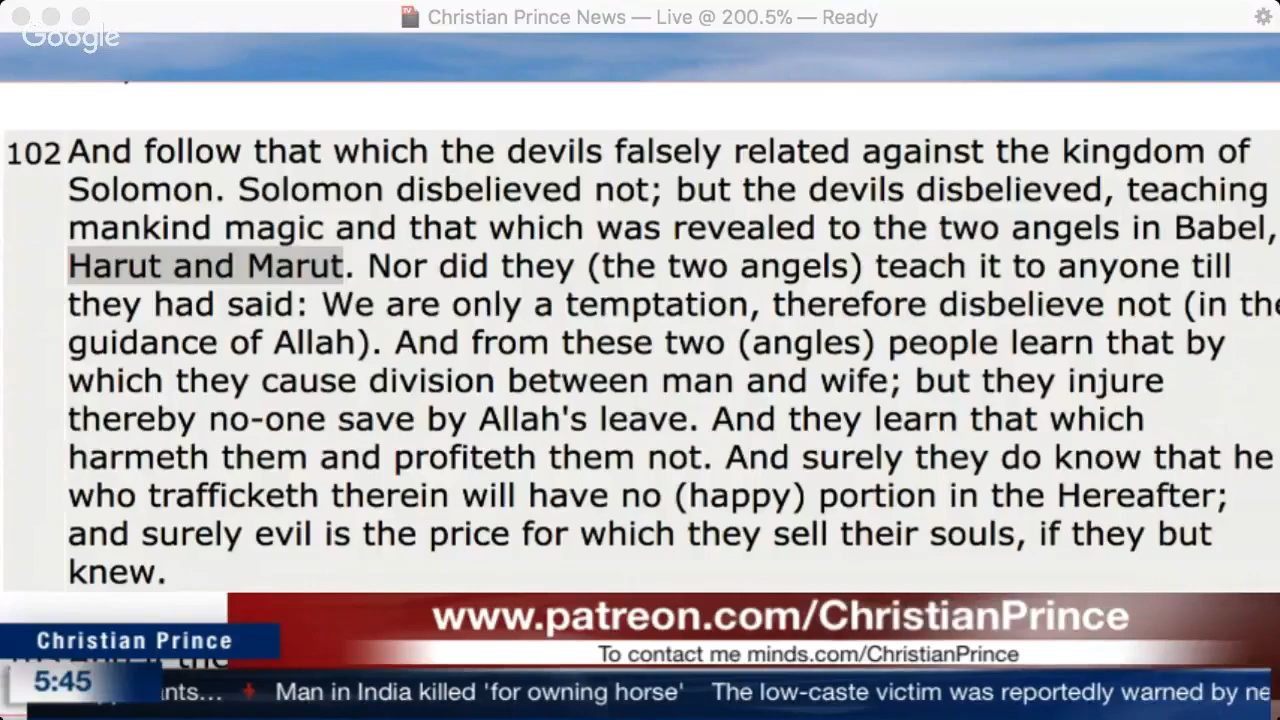 Christian Prince News — Live @ 200.5% — Ready
Google
102 And follow that which the devils falsely related against the kingdom of
Solomon. Solomon disbelieved not; but the devils disbelieved, teaching
mankind magic and that which was revealed to the two angels in Babel,
Harut and Marut. Nor did they (the two angels) teach it to anyone till
they had said: We are only a temptation, therefore disbelieve not (in the
guidance of Allah). And from these two (angles) people learn that by
which they cause division between man and wife; but they injure
thereby no-one save by Allah's leave. And they learn that which
harmeth them and profiteth them not. And surely they do know that he
who trafficketh therein will have no (happy) portion in the Hereafter;
and surely evil is the price for which they sell their souls, if they but
knew.
www.patreon.com/ChristianPrince
Christian Prince
To contact me minds.com/ChristianPrince
5:45
nts... Man in India killed 'for owning horse' The low-caste victim was reportedly warned by ne